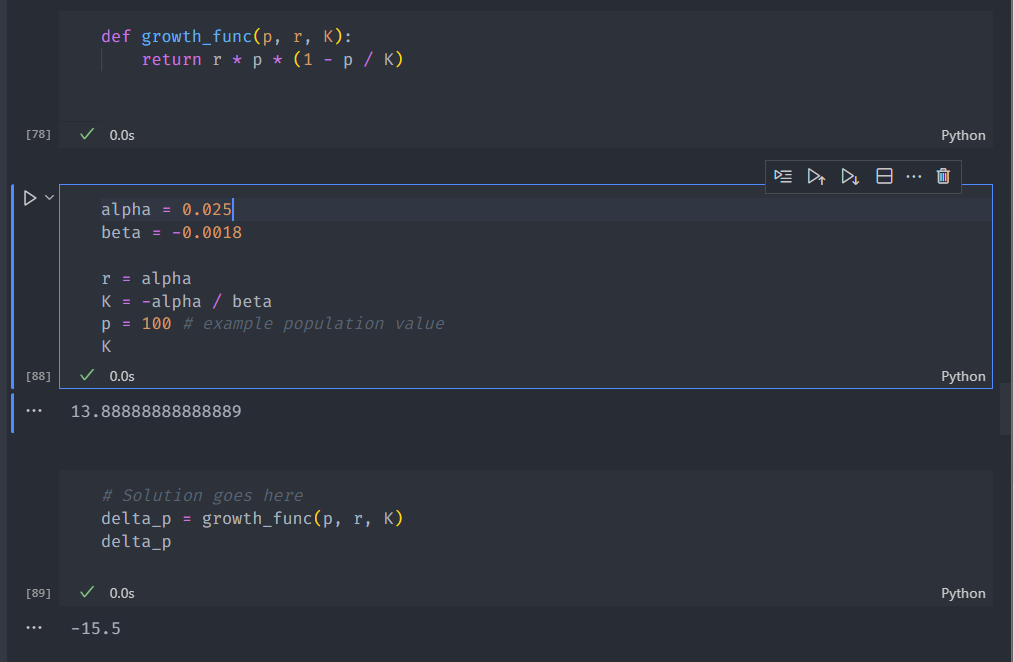 def growth_func(p, r, K):
    return r * p * (1 - p / K)
[78]
0.0s
Python
alpha = 0.025
beta = -0.0018

r = alpha
K = -alpha / beta
p = 100 # example population value
K
[88]
0.0s
Python
13.88888888888889
# Solution goes here
delta_p = growth_func(p, r, K)
delta_p
[89]
0.0s
Python
-15.5